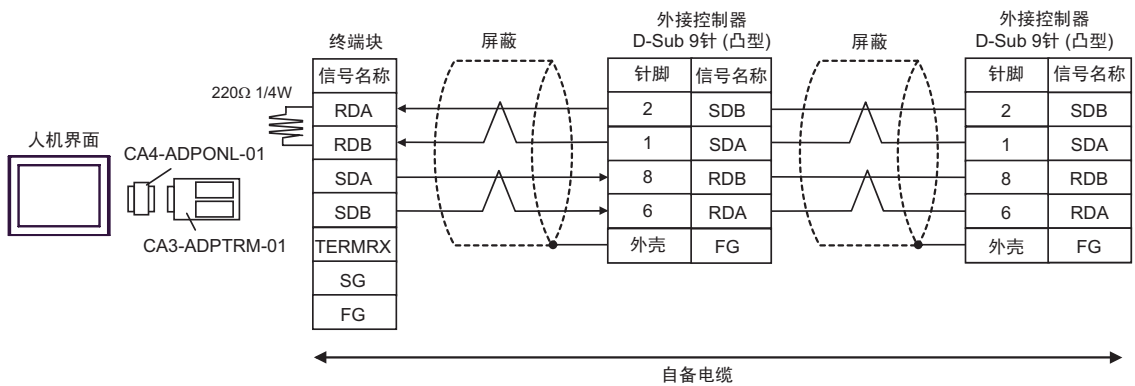 外接控制器
外接控制器
终端块
屏蔽
D-Sub 9针 (凸型)
屏蔽
D-Sub 9针 (凸型)
信号名称
针脚 信号名称
针脚 信号名称
220Ω 1/4W
RDA
2 SDB
2 SDB
人机界面
RDB
1 SDA
1 SDA
CA4-ADPONL-01
SDA
8 RDB
8 RDB
SDB
6 RDA
6 RDA
CA3-ADPTRM-01
TERMRX
外壳 FG
外壳 FG
SG
FG
自备电缆